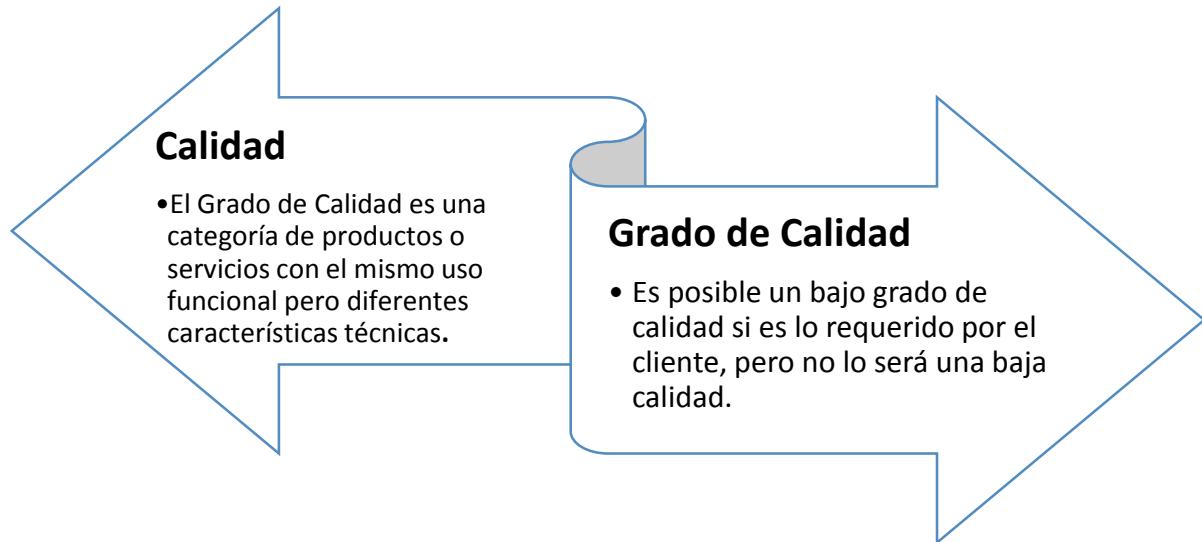 Calidad
•El Grado de Calidad es una
categoría de productos o
servicios con el mismo uso
funcional pero diferentes
características técnicas.
Grado de Calidad
• Es posible un bajo grado de
calidad si es lo requerido por el
cliente, pero no lo será una baja
calidad.